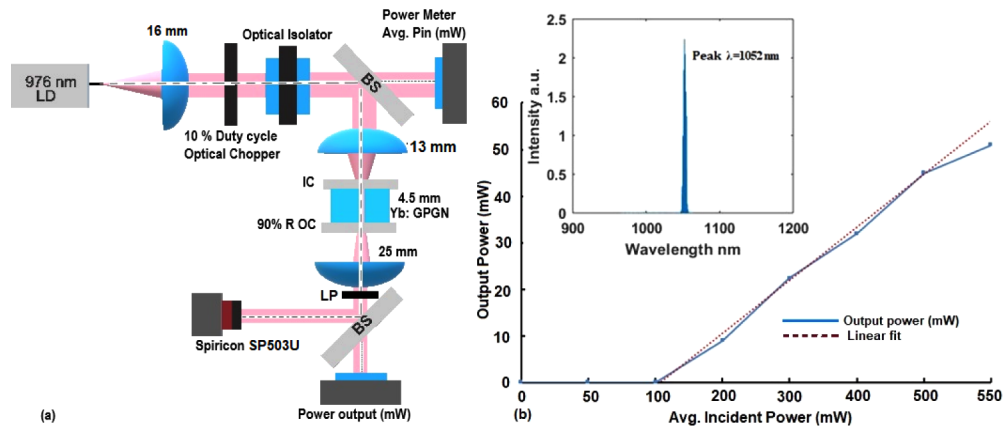 16 mm
Optical Isolator
Power Meter
Avg. Pin (mW)
976 nm
LD
BS
10 % Duty cycle
Optical Chopper
13 mm
IC
4.5 mm
Yb: GPGN
90% R OC
25 mm
LP
BS
Spiricon SP503U
Power output (mW)
(a)
2.5
2
1.5
1
0.5
0
Intensity a.u.
Peak λ=1052nm
900
1000
1100
1200
Wavelength nm
60
50
40
30
20
10
0
Output Power (mW)
Output power (mW)
Linear fit
0
50
100
200
300
400
500
550
Avg. Incident Power (mW)
(b)